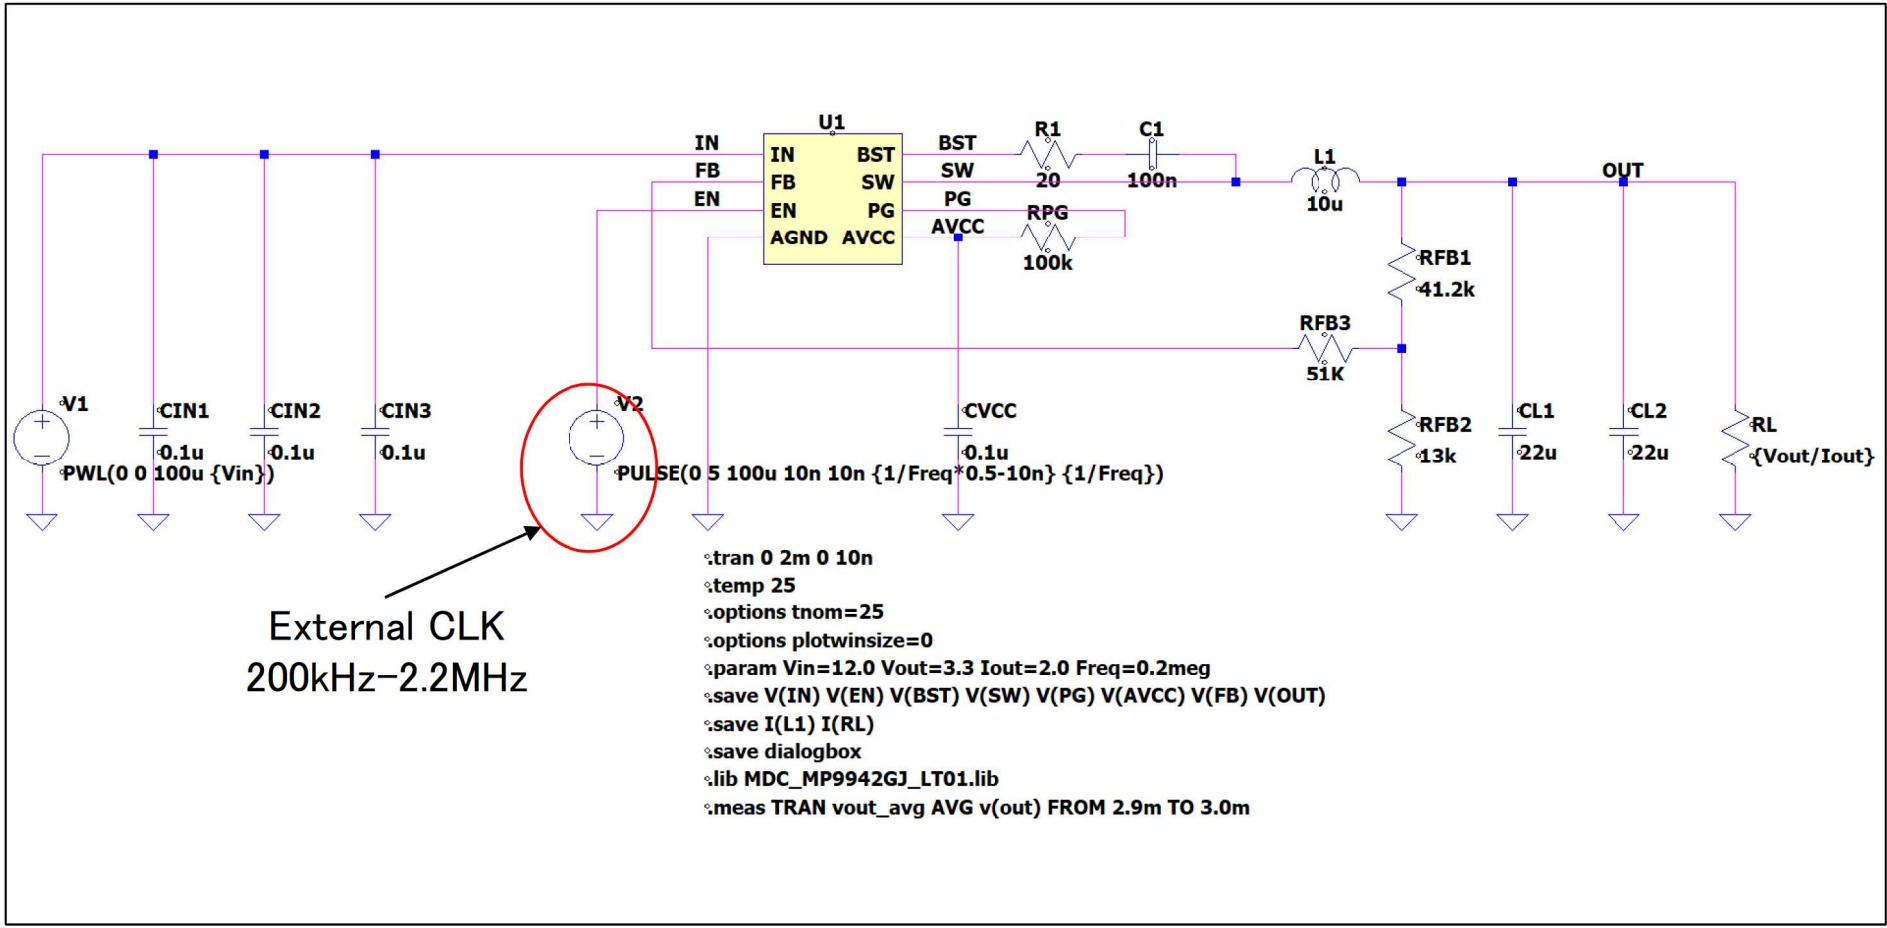 U1
IN
FB
EN
IN
FB
EN
AGND
BST
SW
PG
AVCC
BST
SW
PG
AVCC
R1
20
C1
100n
RPG
100k
L1
10u
OUT
RFB1
41.2k
RFB3
51K
RFB2
13k
V1
PWL(0 0 100u {Vin})
CIN1
0.1u
CIN2
0.1u
CIN3
0.1u
V2
PULSE(0 5 100u 10n 10n {1/Freq*0.5-10n} {1/Freq})
CVCC
0.1u
CL1
22u
CL2
22u
RL
{Vout/Iout}
External CLK
200kHz-2.2MHz
.tran 0 2m 0 10n
.temp 25
.options tnom=25
.options plotwinsize=0
.param Vin=12.0 Vout=3.3 Iout=2.0 Freq=0.2meg
.save V(IN) V(EN) V(BST) V(SW) V(PG) V(AVCC) V(FB) V(OUT)
.save I(L1) I(RL)
.save dialogbox
.lib MDC_MP9942GJ_LT01.lib
.meas TRAN vout_avg AVG v(out) FROM 2.9m TO 3.0m